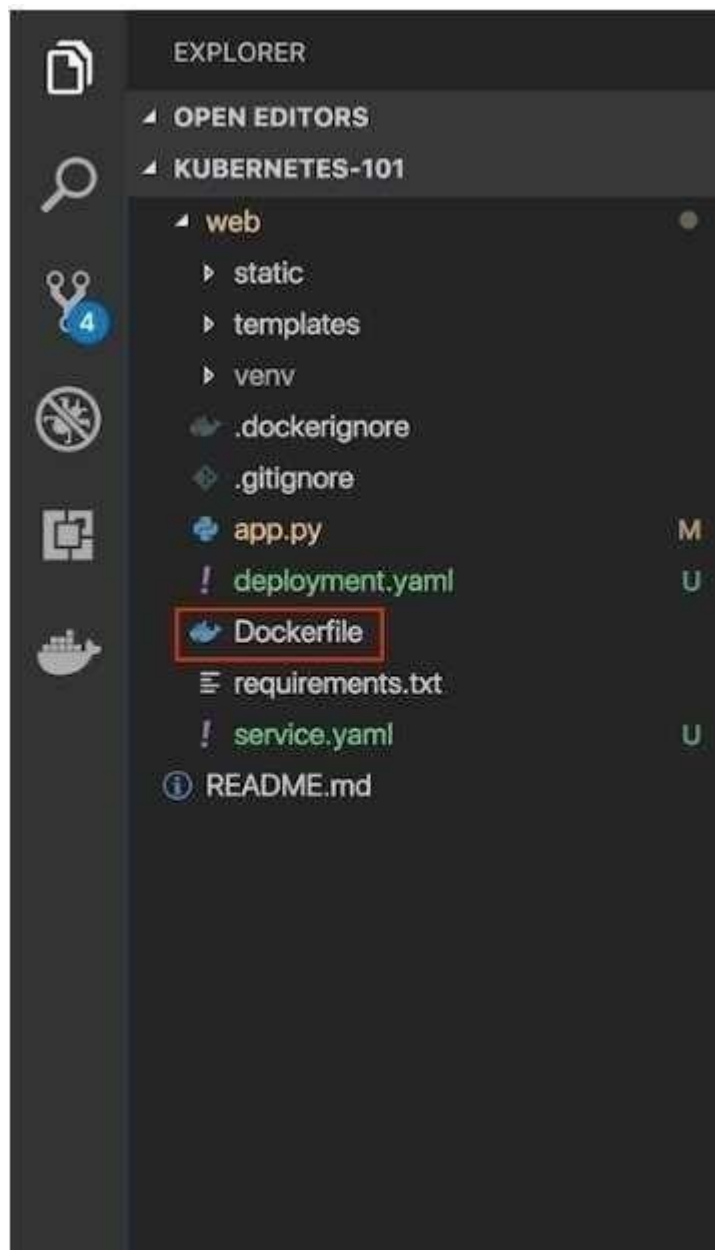 EXPLORER
OPEN EDITORS
KUBERNETES-101
web
static
templates
4
venv
.dockerignore
.gitignore
app.py M
deployment.yaml U
Dockerfile
requirements.txt
service.yaml U
README.md